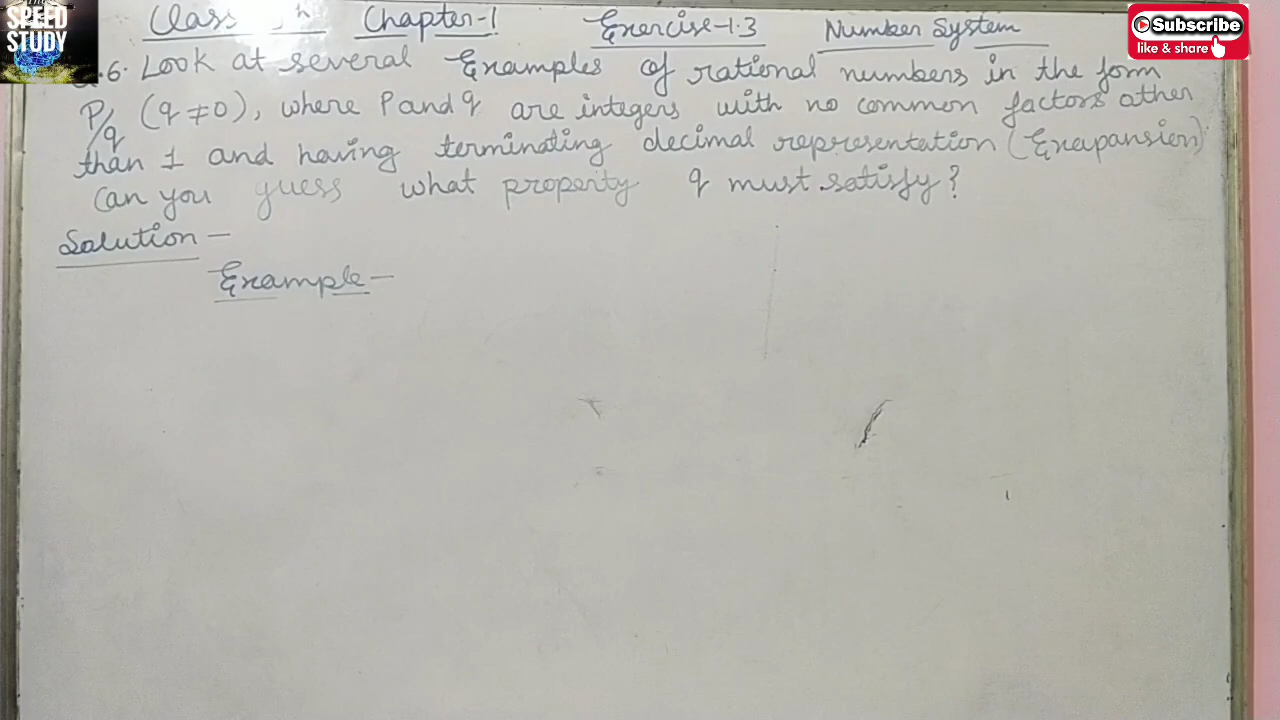 SPEED
STUDY
Subscribe
like & share
Class Chapter-1 Exercise-1.3 Number System
6. Look at several Examples of rational numbers in the form
P/q (q ≠ 0), where P and q are integers with no common factors other
than 1 and having terminating decimal representation (Exapansion)
Can you guess what property q must satisfy?
Solution-
Example-